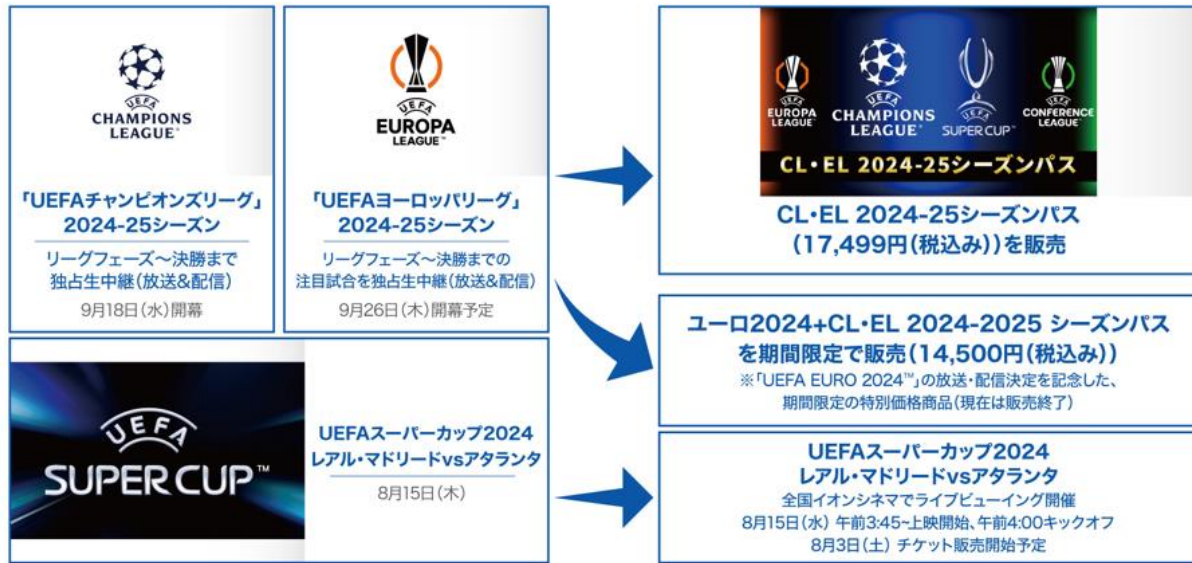 UEFA
CHAMPIONS
LEAGUE
「UEFAチャンピオンズリーグ」
2024-25シーズン
リーグフェーズ～決勝まで
独占生中継(放送&配信)
9月18日(水)開幕
UEFA
EUROPA
LEAGUE™
「UEFAヨーロッパリーグ」
2024-25シーズン
リーグフェーズ～決勝までの
注目試合を独占生中継(放送&配信)
9月26日(木)開幕予定
UEFA
SUPER CUP™
UEFAスーパーカップ2024
レアル・マドリードvsアタランタ
8月15日(木)
UEFA
EUROPA
LEAGUE™
UEFA
CHAMPIONS
LEAGUE
UEFA
SUPER CUP™
UEFA
CONFERENCE
LEAGUE™
CL・EL 2024-25シーズンパス
CL・EL 2024-25シーズンパス
(17,499円(税込み))を販売
ユーロ2024+CL・EL 2024-2025 シーズンパス
を期間限定で販売(14,500円(税込み))
※「UEFA EURO 2024™」の放送・配信決定を記念した、
期間限定の特別価格商品(現在は販売終了)
UEFAスーパーカップ2024
レアル・マドリードvsアタランタ
全国イオンシネマでライブビューイング開催
8月15日(水) 午前3:45~上映開始、午前4:00キックオフ
8月3日(土) チケット販売開始予定